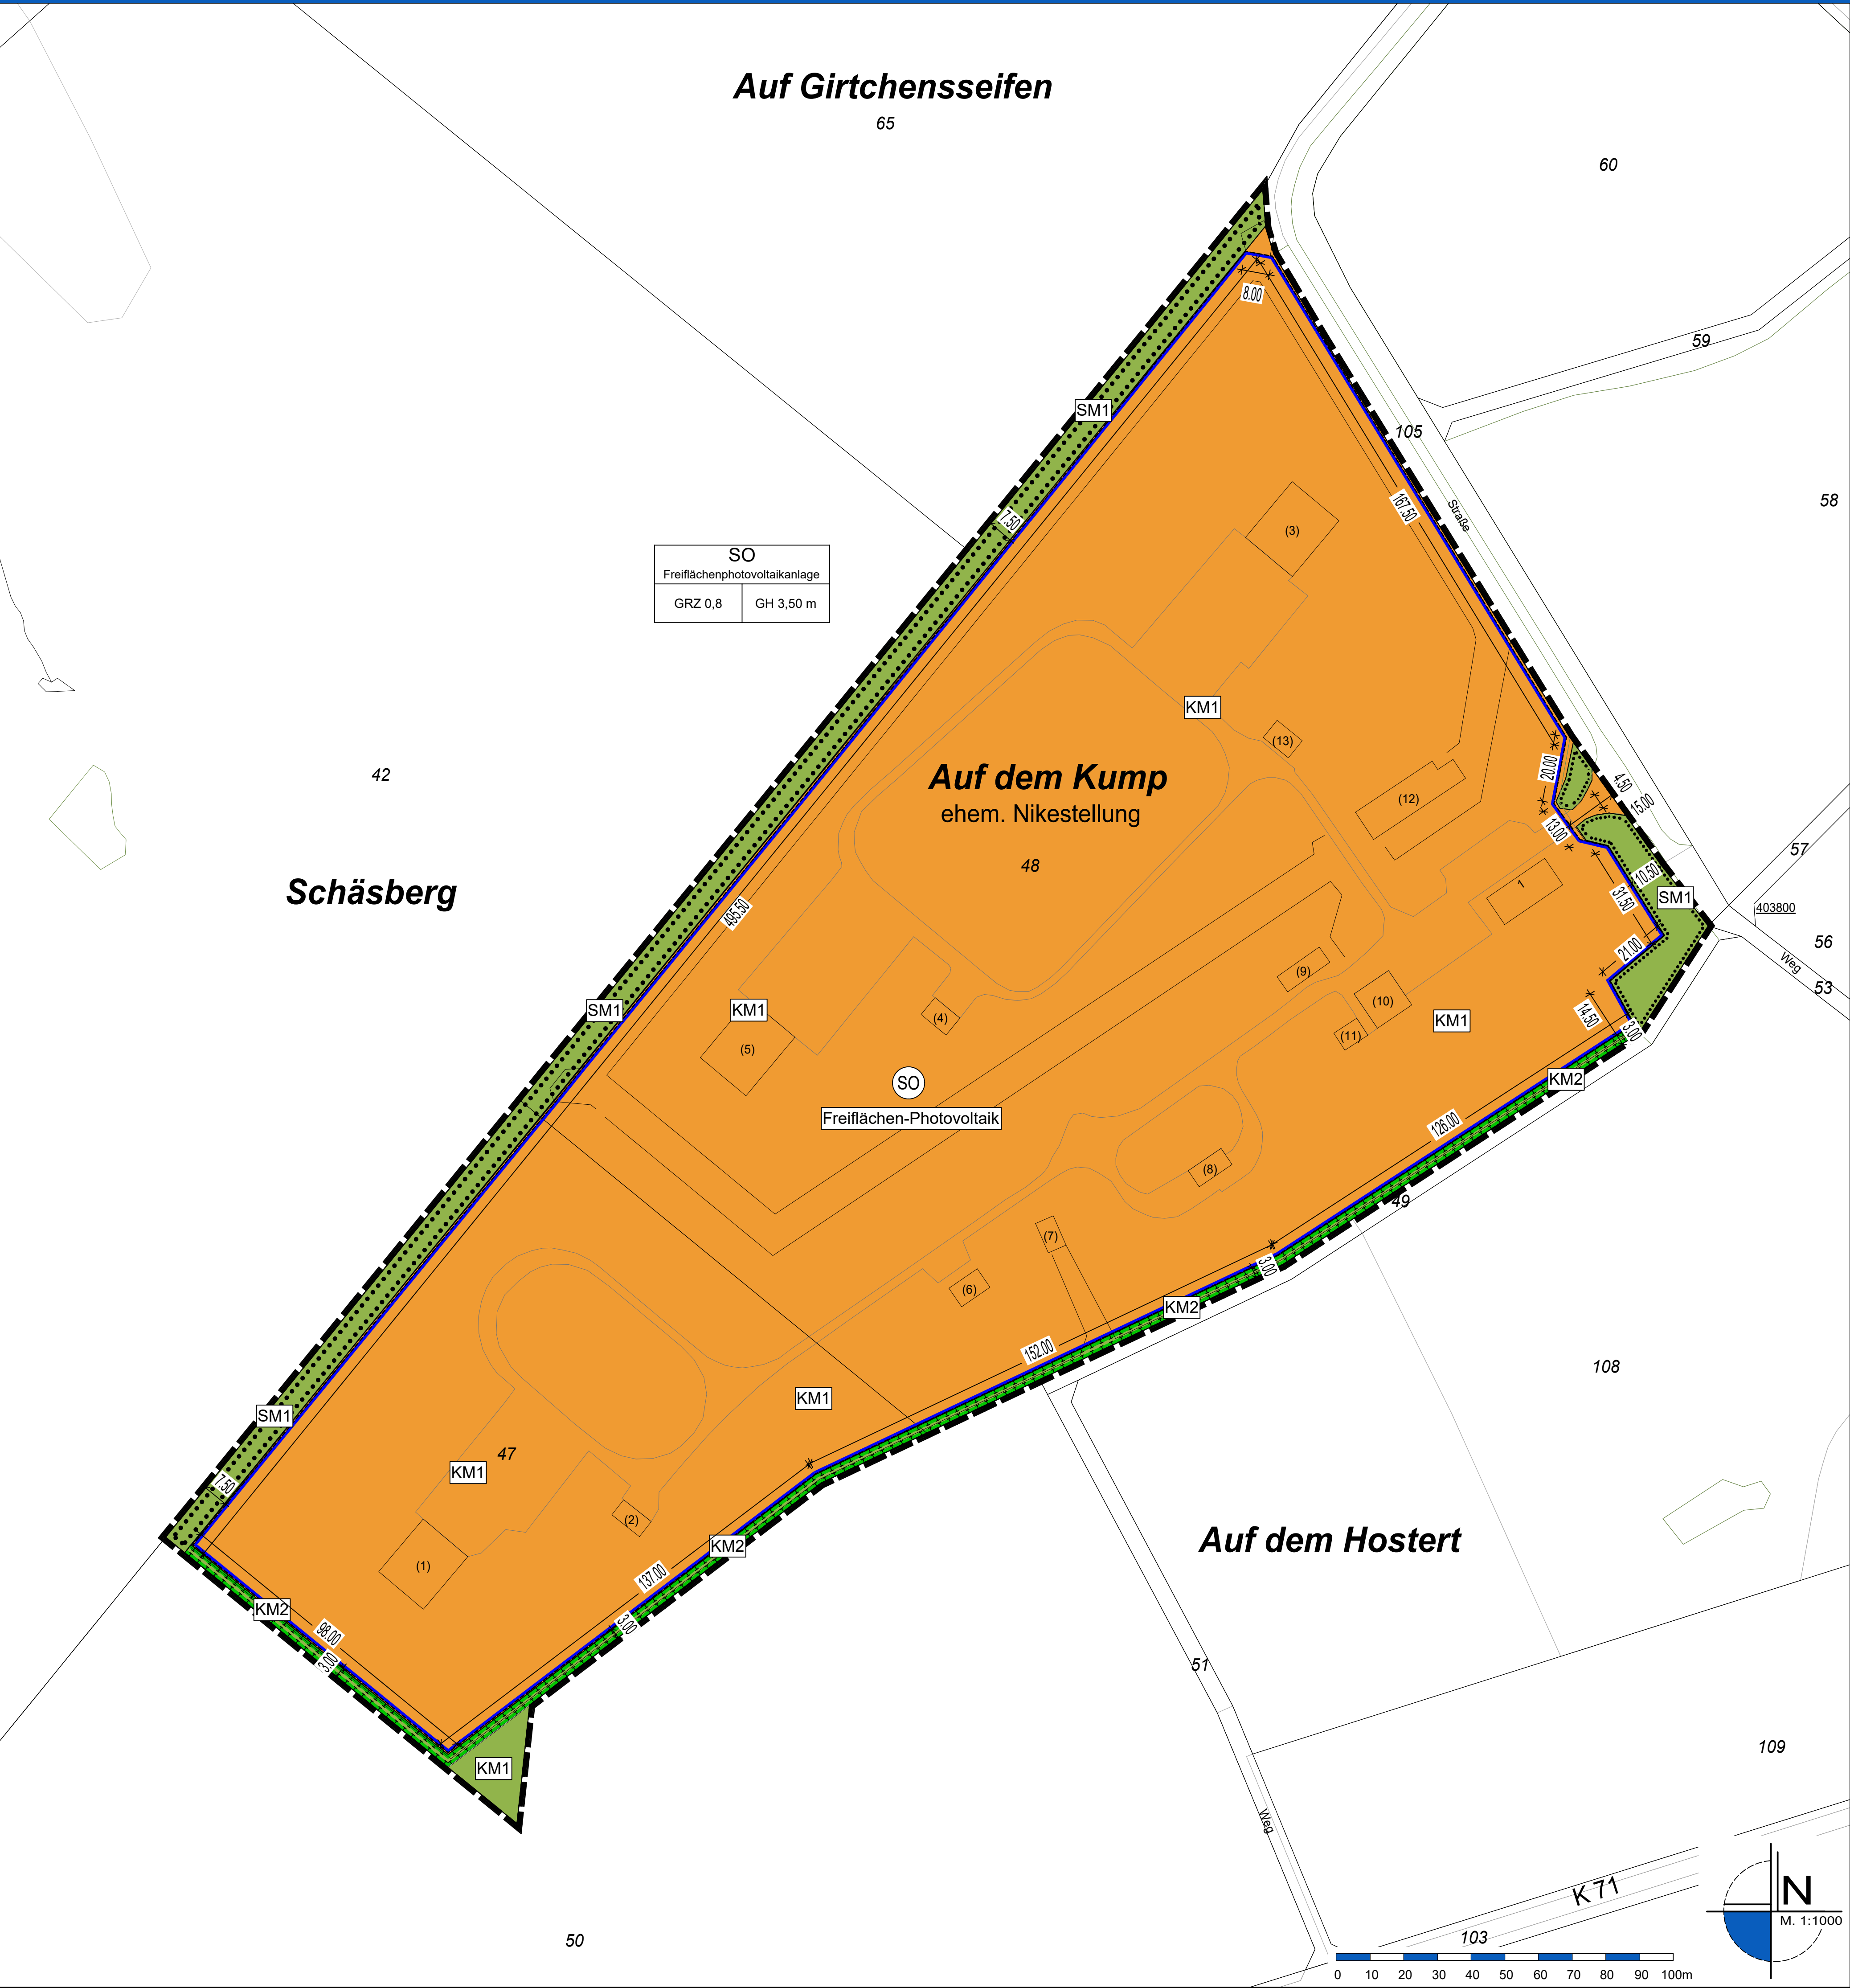 Auf Girtchensseifen
65
60
8.00
59
SM1
105
167.50
Straße
58
7.50
(3)
SO
Freiflächenphotovoltaikanlage
GRZ 0,8
GH 3,50 m
KM1
(13)
20.00
4.50
15.00
42
Auf dem Kump
ehem. Nikestellung
(12)
13.00
48
57
Schäsberg
495.50
1
10.50
31.50
SM1
403800
56
21.00
Weg
53
(9)
(10)
14.50
3.00
SM1
KM1
(4)
KM1
(11)
(5)
SO
KM2
Freiflächen-Photovoltaik
126.00
(8)
49
(7)
3.00
(6)
KM2
152.00
108
KM1
SM1
47
KM1
7.50
(2)
KM2
Auf dem Hostert
(1)
137.00
KM2
3.00
98.00
3.00
51
109
KM1
Weg
K 71
N
M. 1:1000
50
103
0 10 20 30 40 50 60 70 80 90 100m